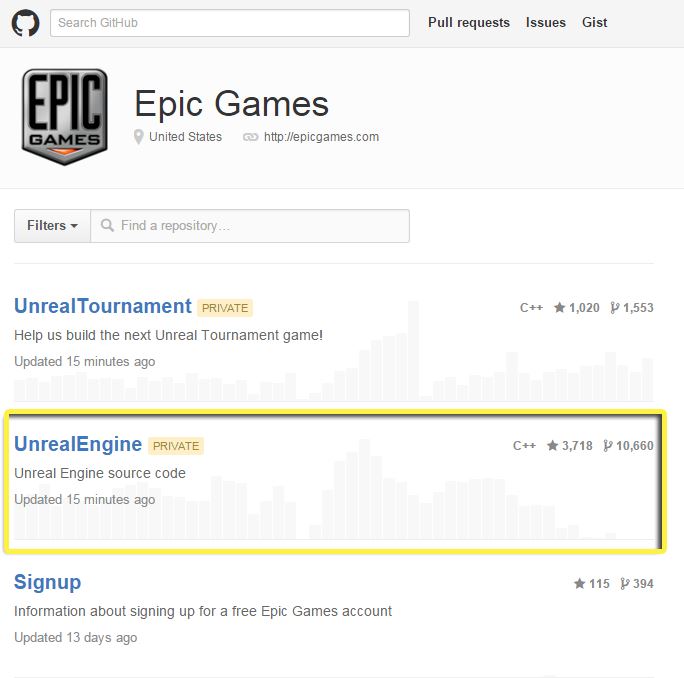 Search GitHub Pull requests Issues Gist
EPIC
GAMES
Epic Games
United States http://epicgames.com
Filters Find a repository...
UnrealTournament PRIVATE C++ 1,020 1,553
Help us build the next Unreal Tournament game!
Updated 15 minutes ago
UnrealEngine PRIVATE C++ 3,718 10,660
Unreal Engine source code
Updated 15 minutes ago
Signup 115 394
Information about signing up for a free Epic Games account
Updated 13 days ago